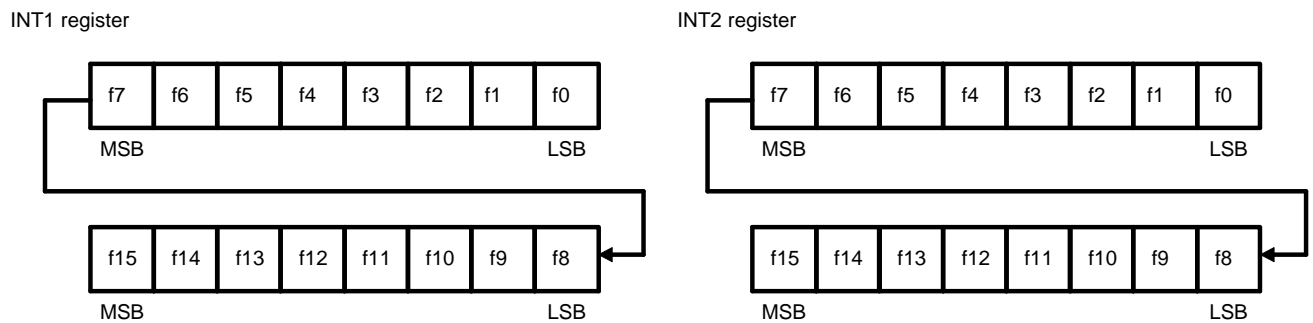 INT1 register
f7 f6 f5 f4 f3 f2 f1 f0
MSB LSB
f15 f14 f13 f12 f11 f10 f9 f8
MSB LSB
INT2 register
f7 f6 f5 f4 f3 f2 f1 f0
MSB LSB
f15 f14 f13 f12 f11 f10 f9 f8
MSB LSB